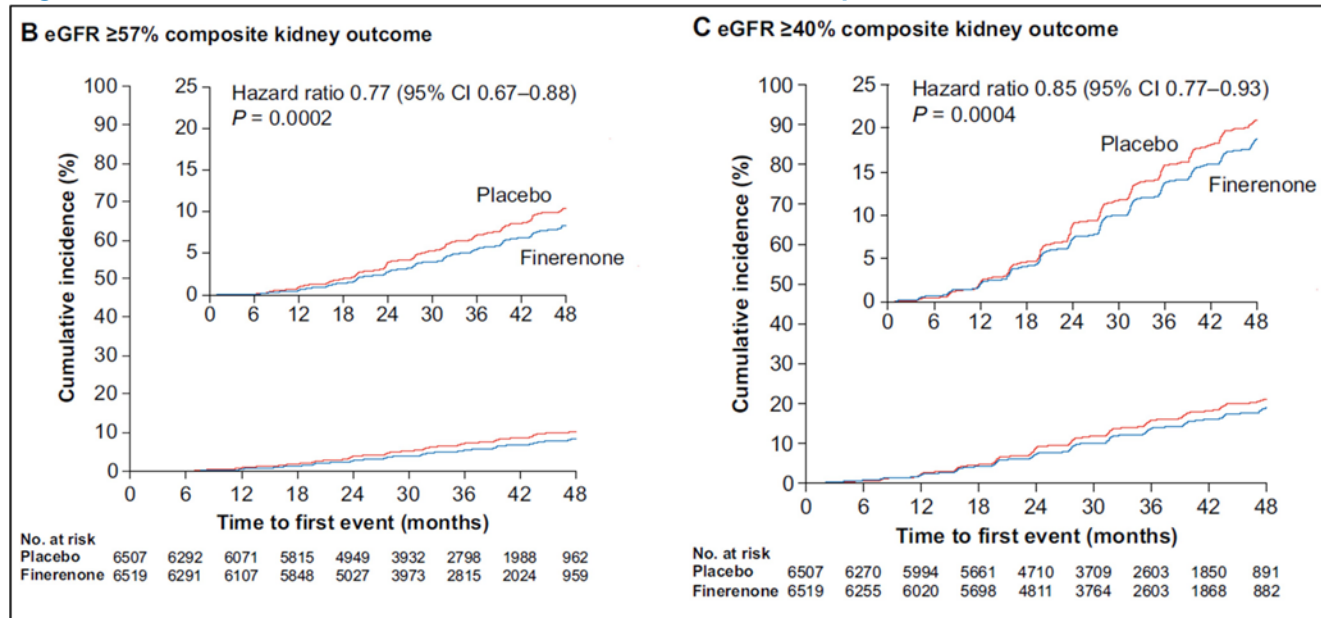 B eGFR ≥57% composite kidney outcome
Hazard ratio 0.77 (95% CI 0.67–0.88)
P = 0.0002
Placebo
Finerenone
25
20
15
10
5
0
0 6 12 18 24 30 36 42 48
Cumulative incidence (%)
100
90
80
70
60
50
40
30
20
10
0
0 6 12 18 24 30 36 42 48
Time to first event (months)
No. at risk
Placebo 6507 6292 6071 5815 4949 3932 2798 1988 962
Finerenone 6519 6291 6107 5848 5027 3973 2815 2024 959
C eGFR ≥40% composite kidney outcome
Hazard ratio 0.85 (95% CI 0.77–0.93)
P = 0.0004
Placebo
Finerenone
25
20
15
10
5
0
0 6 12 18 24 30 36 42 48
Cumulative incidence (%)
100
90
80
70
60
50
40
30
20
10
0
0 6 12 18 24 30 36 42 48
Time to first event (months)
No. at risk
Placebo 6507 6270 5994 5661 4710 3709 2603 1850 891
Finerenone 6519 6255 6020 5698 4811 3764 2603 1868 882